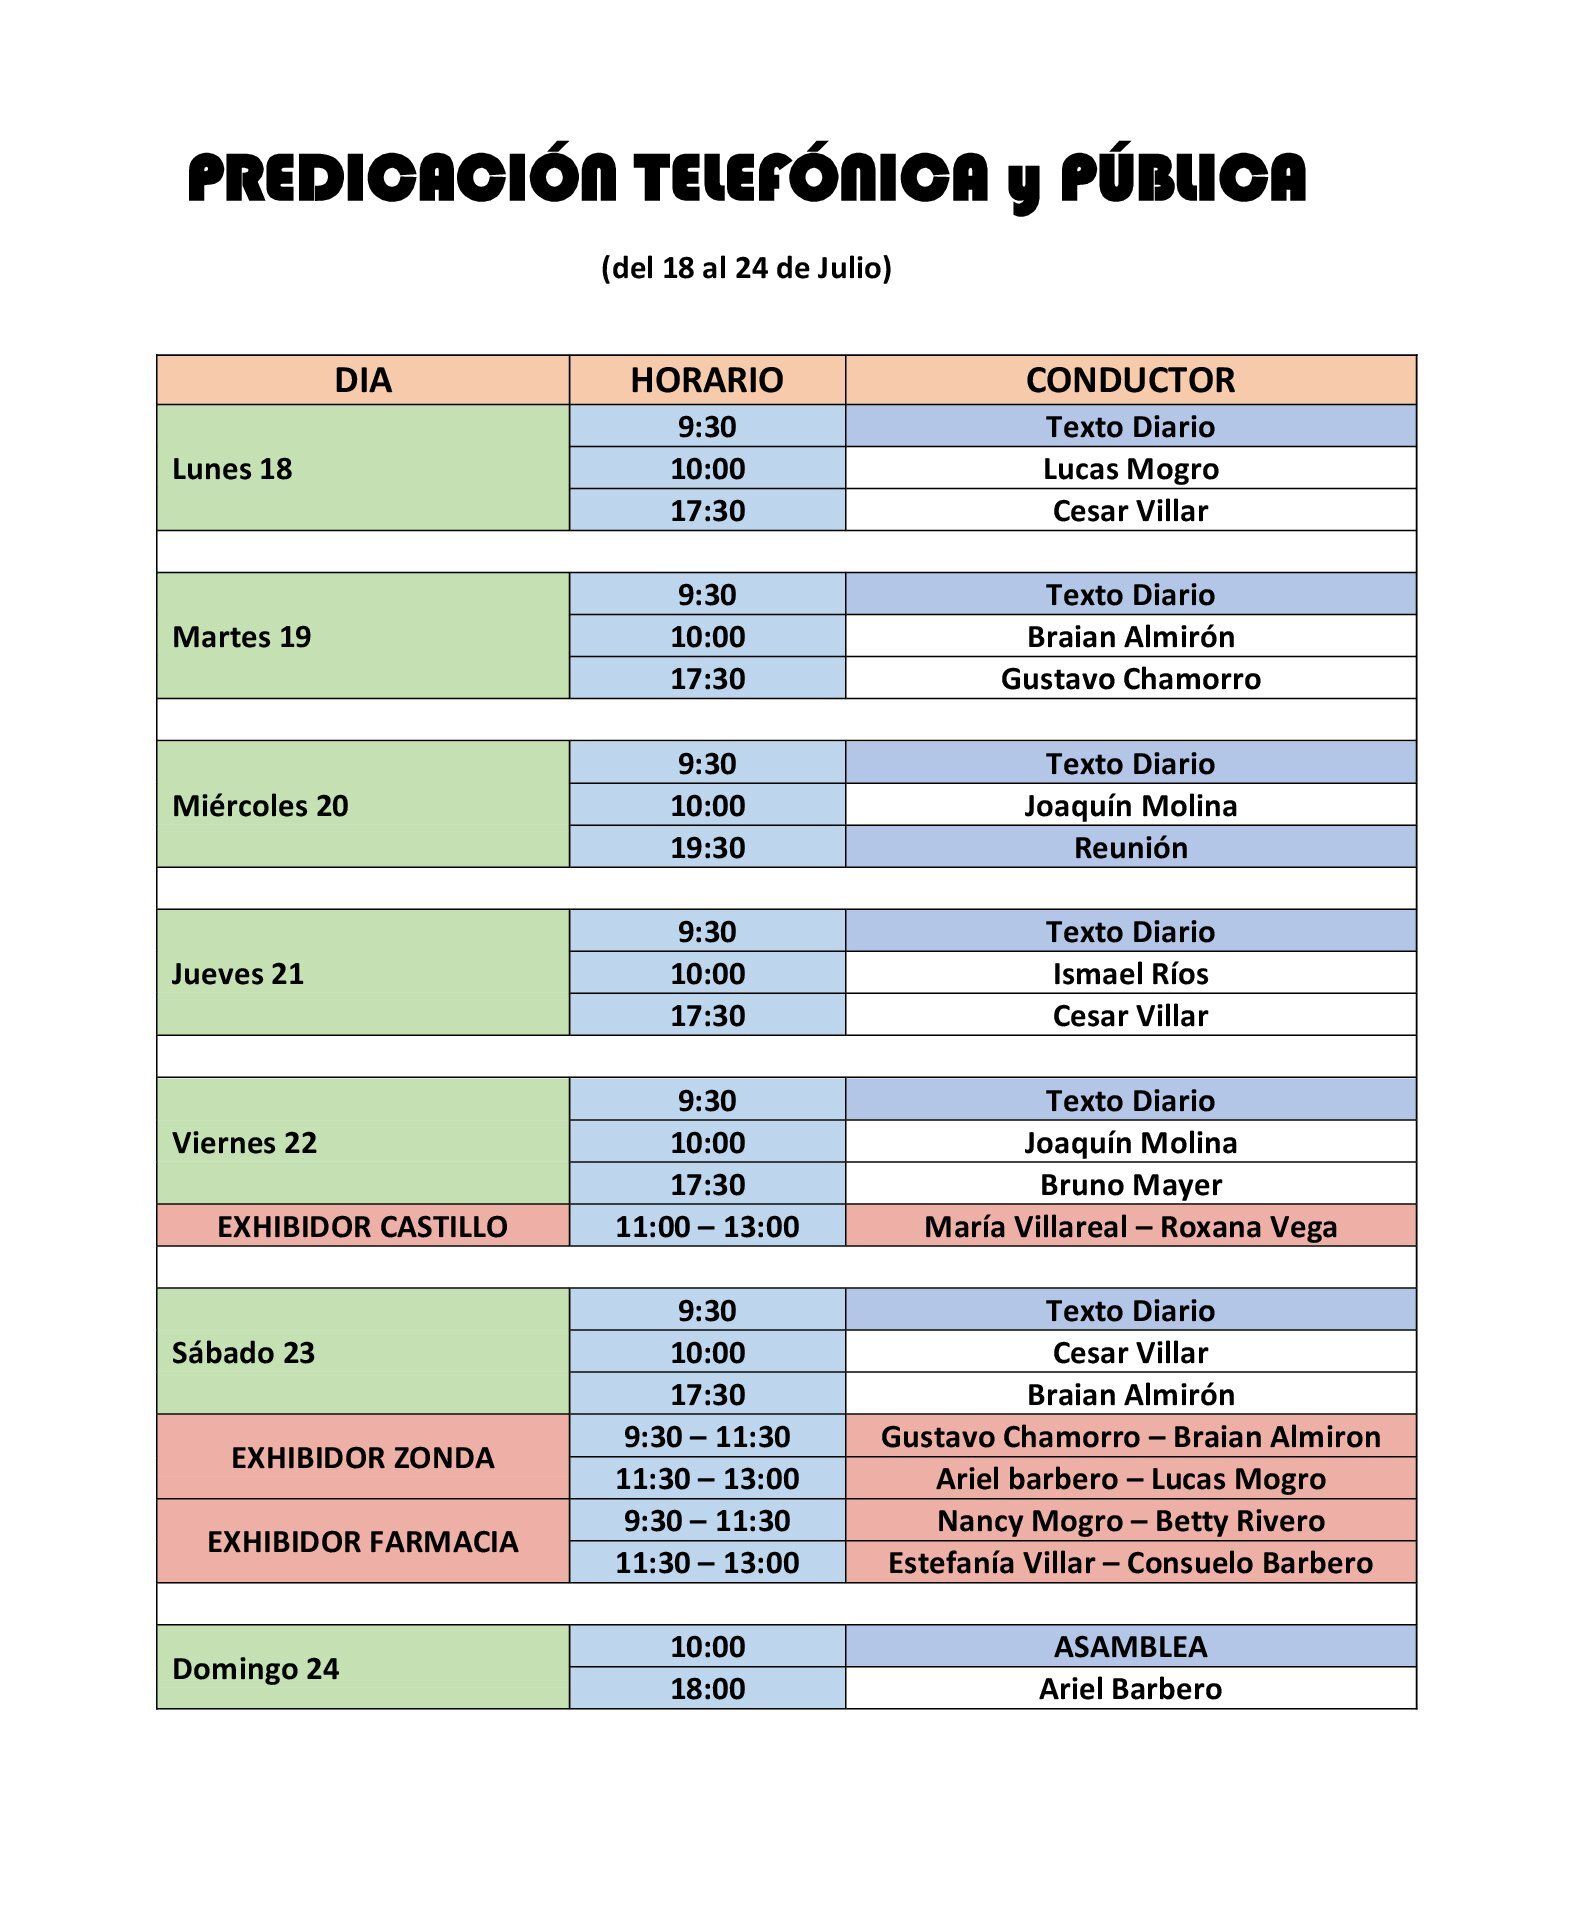 PREDICACIÓN TELEFÓNICA y PÚBLICA
(del 18 al 24 de Julio)
DIA HORARIO CONDUCTOR
Lunes 18
9:30 Texto Diario
10:00 Lucas Mogro
17:30 Cesar Villar
Martes 19
9:30 Texto Diario
10:00 Braian Almirón
17:30 Gustavo Chamorro
Miércoles 20
9:30 Texto Diario
10:00 Joaquín Molina
19:30 Reunión
Jueves 21
9:30 Texto Diario
10:00 Ismael Ríos
17:30 Cesar Villar
Viernes 22
9:30 Texto Diario
10:00 Joaquín Molina
17:30 Bruno Mayer
EXHIBIDOR CASTILLO 11:00 – 13:00 María Villareal – Roxana Vega
Sábado 23
9:30 Texto Diario
10:00 Cesar Villar
17:30 Braian Almirón
EXHIBIDOR ZONDA
9:30 – 11:30 Gustavo Chamorro – Braian Almiron
11:30 – 13:00 Ariel barbero – Lucas Mogro
EXHIBIDOR FARMACIA
9:30 – 11:30 Nancy Mogro – Betty Rivero
11:30 – 13:00 Estefanía Villar – Consuelo Barbero
Domingo 24
10:00 ASAMBLEA
18:00 Ariel Barbero